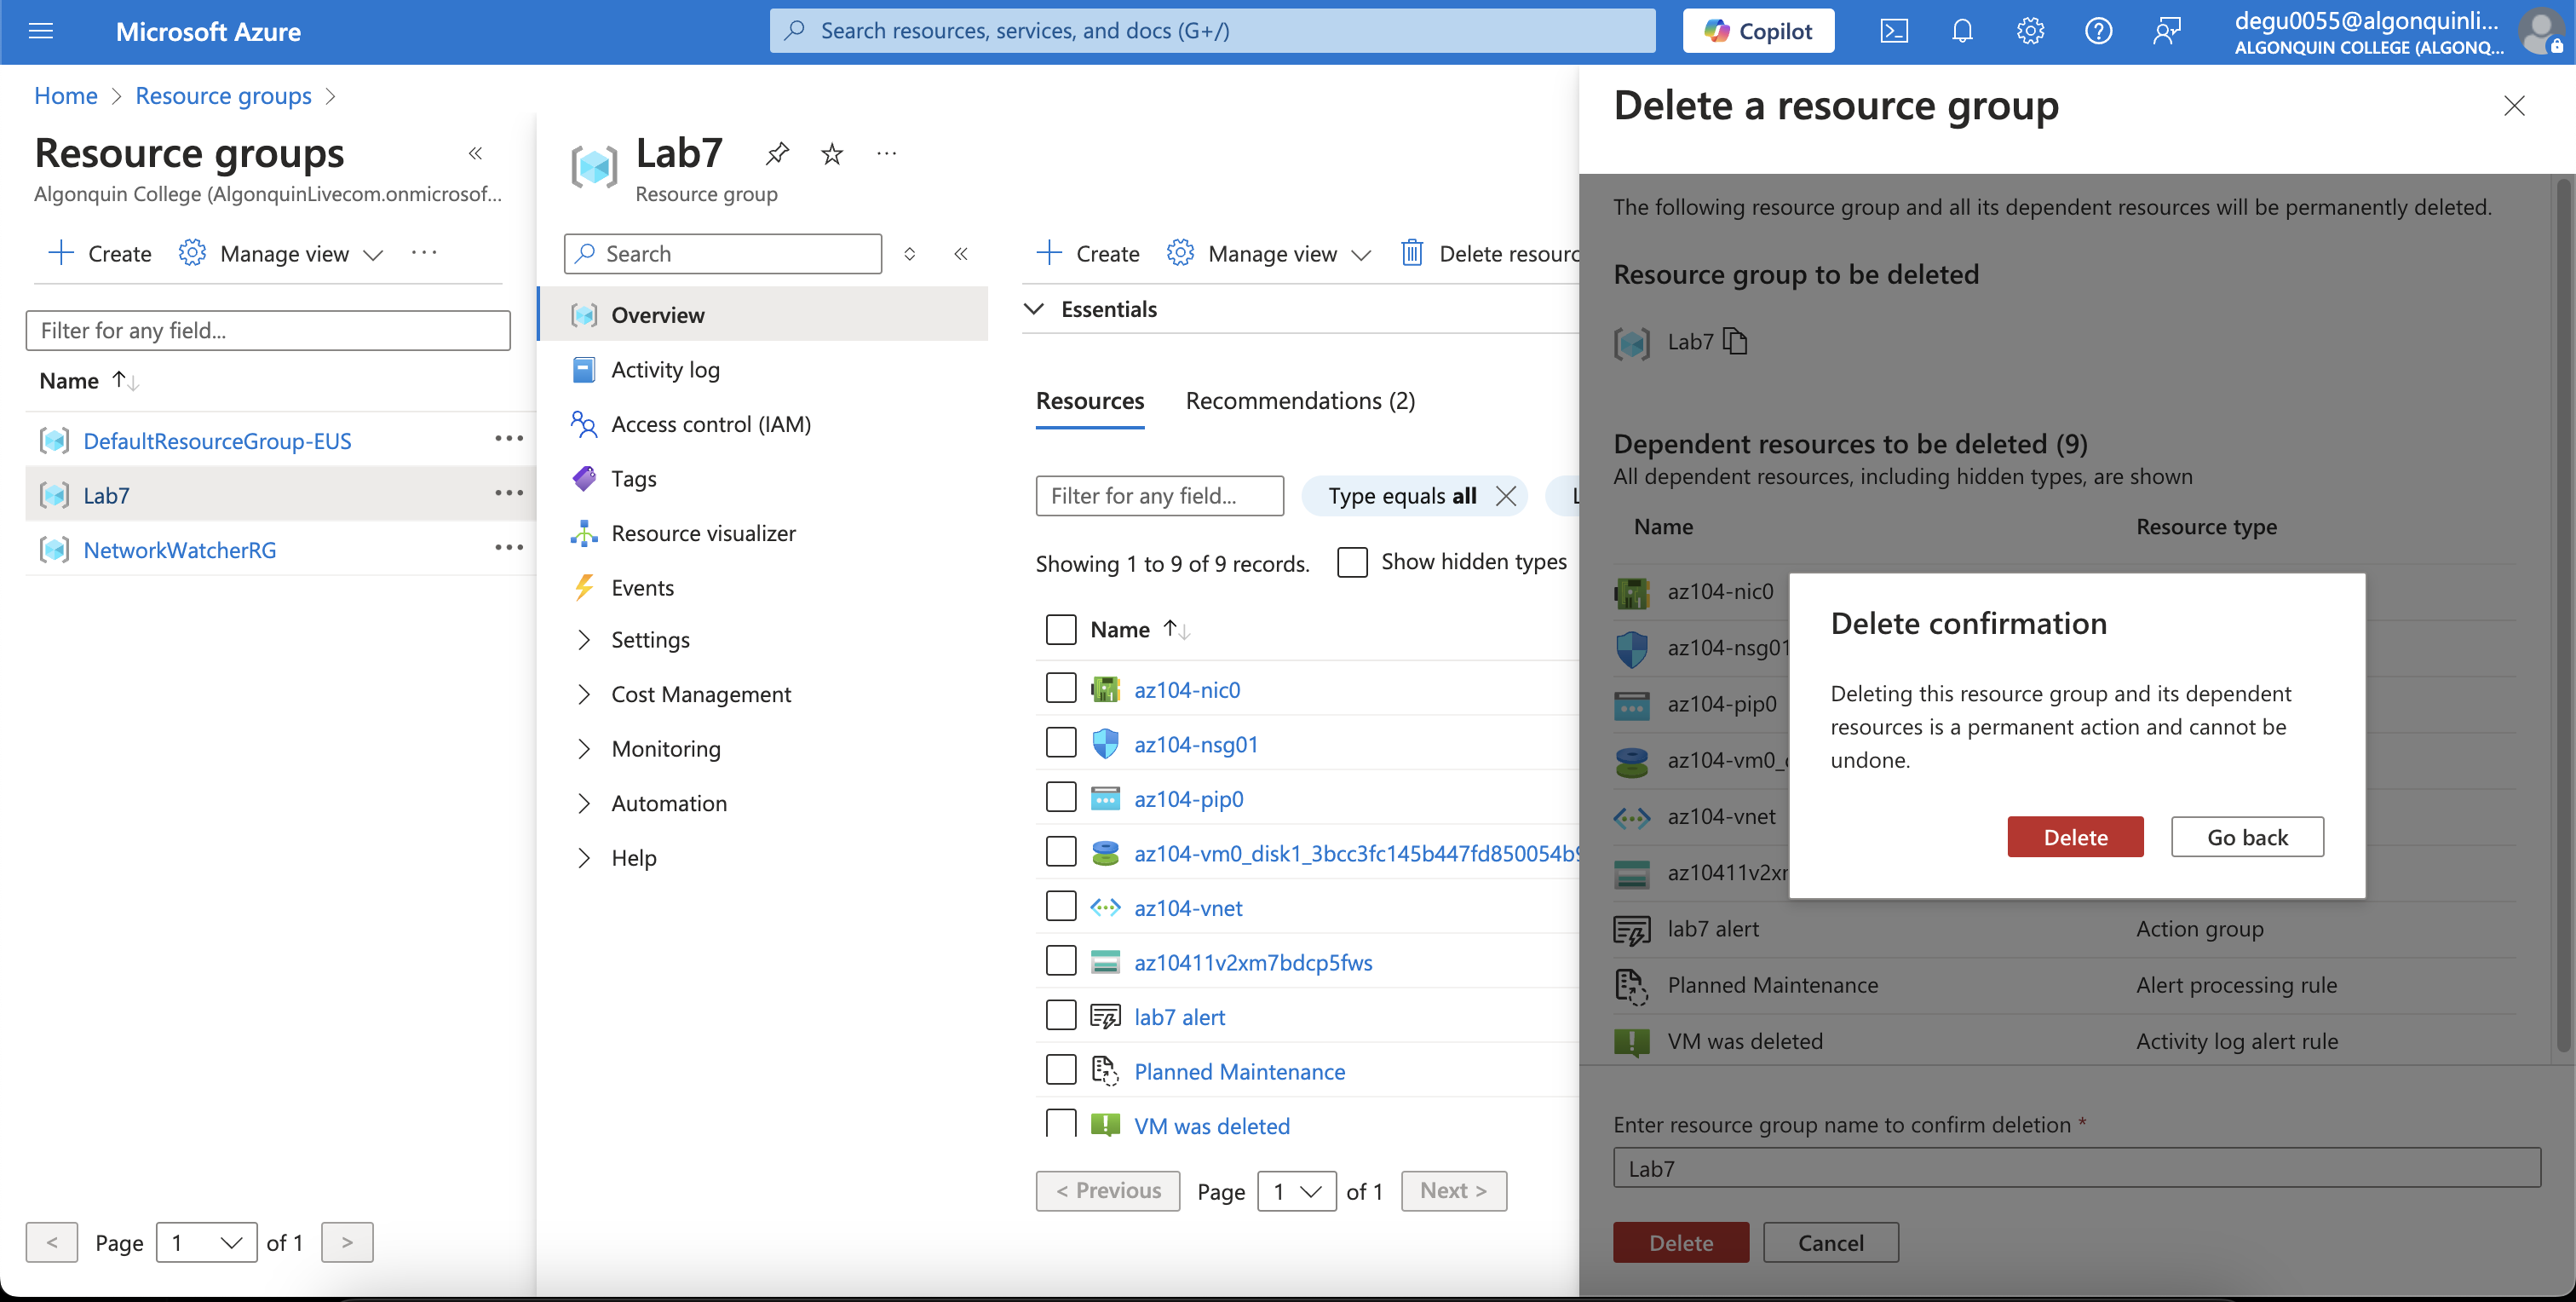 Microsoft Azure
Search resources, services, and docs (G+/)
Copilot
degu0055@algonquinli...
ALGONQUIN COLLEGE (ALGONQ...
Home > Resource groups >
Resource groups
Algonquin College (AlgonquinLivecom.onmicrosof...
Create
Manage view
Filter for any field...
Name
DefaultResourceGroup-EUS
Lab7
NetworkWatcherRG
< Page 1 of 1 >
Lab7
Resource group
Search
Overview
Activity log
Access control (IAM)
Tags
Resource visualizer
Events
Settings
Cost Management
Monitoring
Automation
Help
Create
Manage view
Delete resourc
Essentials
Resources
Recommendations (2)
Filter for any field...
Type equals all
Showing 1 to 9 of 9 records.
Show hidden types
Name
az104-nic0
az104-nsg01
az104-pip0
az104-vm0_disk1_3bcc3fc145b447fd850054b9
az104-vnet
az10411v2xm7bdcp5fws
lab7 alert
Planned Maintenance
VM was deleted
< Previous Page 1 of 1 Next >
Delete a resource group
The following resource group and all its dependent resources will be permanently deleted.
Resource group to be deleted
Lab7
Dependent resources to be deleted (9)
All dependent resources, including hidden types, are shown
Name Resource type
az104-nic0
az104-nsg01
az104-pip0
az104-vm0_
az104-vnet
az10411v2x
lab7 alert Action group
Planned Maintenance Alert processing rule
VM was deleted Activity log alert rule
Delete confirmation
Deleting this resource group and its dependent
resources is a permanent action and cannot be
undone.
Delete
Go back
Enter resource group name to confirm deletion *
Lab7
Delete
Cancel